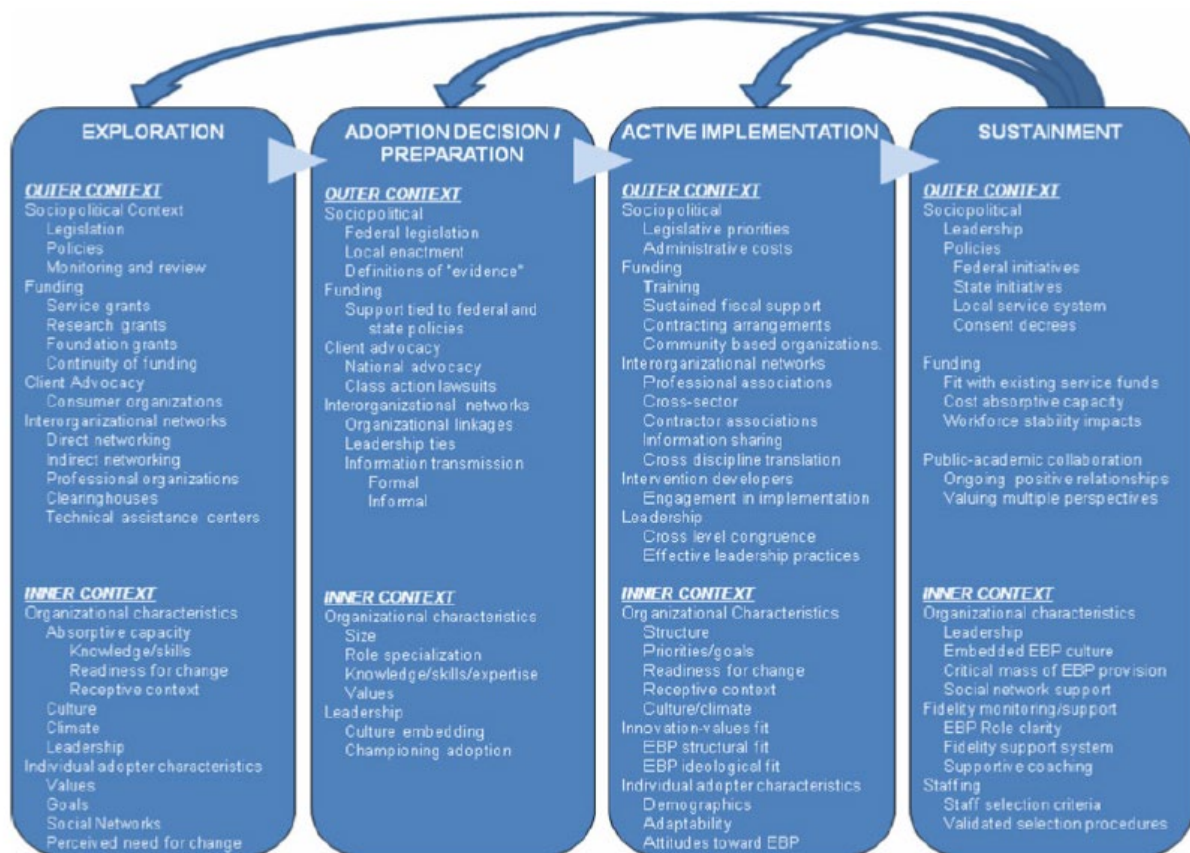 EXPLORATION
OUTER CONTEXT
Sociopolitical Context
Legislation
Policies
Monitoring and review
Funding
Service grants
Research grants
Foundation grants
Continuity of funding
Client Advocacy
Consumer organizations
Interorganizational networks
Direct networking
Indirect networking
Professional organizations
Clearinghouses
Technical assistance centers
INNER CONTEXT
Organizational characteristics
Absorptive capacity
Knowledge/skills
Readiness for change
Receptive context
Culture
Climate
Leadership
Individual adopter characteristics
Values
Goals
Social Networks
Perceived need for change
ADOPTION DECISION /
PREPARATION
OUTER CONTEXT
Sociopolitical
Federal legislation
Local enactment
Definitions of "evidence"
Funding
Support tied to federal and
state policies
Client advocacy
National advocacy
Class action lawsuits
Interorganizational networks
Organizational linkages
Leadership ties
Information transmission
Formal
Informal
INNER CONTEXT
Organizational characteristics
Size
Role specialization
Knowledge/skills/expertise
Values
Leadership
Culture embedding
Championing adoption
ACTIVE IMPLEMENTATION
OUTER CONTEXT
Sociopolitical
Legislative priorities
Administrative costs
Funding
Training
Sustained fiscal support
Contracting arrangements
Community based organizations.
Interorganizational networks
Professional associations
Cross-sector
Contractor associations
Information sharing
Cross discipline translation
Intervention developers
Engagement in implementation
Leadership
Cross level congruence
Effective leadership practices
INNER CONTEXT
Organizational Characteristics
Structure
Priorities/goals
Readiness for change
Receptive context
Culture/climate
Innovation-values fit
EBP structural fit
EBP ideological fit
Individual adopter characteristics
Demographics
Adaptability
Attitudes toward EBP
SUSTAINMENT
OUTER CONTEXT
Sociopolitical
Leadership
Policies
Federal initiatives
State initiatives
Local service system
Consent decrees
Funding
Fit with existing service funds
Cost absorptive capacity
Workforce stability impacts
Public-academic collaboration
Ongoing positive relationships
Valuing multiple perspectives
INNER CONTEXT
Organizational characteristics
Leadership
Embedded EBP culture
Critical mass of EBP provision
Social network support
Fidelity monitoring/support
EBP Role clarity
Fidelity support system
Supportive coaching
Staffing
Staff selection criteria
Validated selection procedures